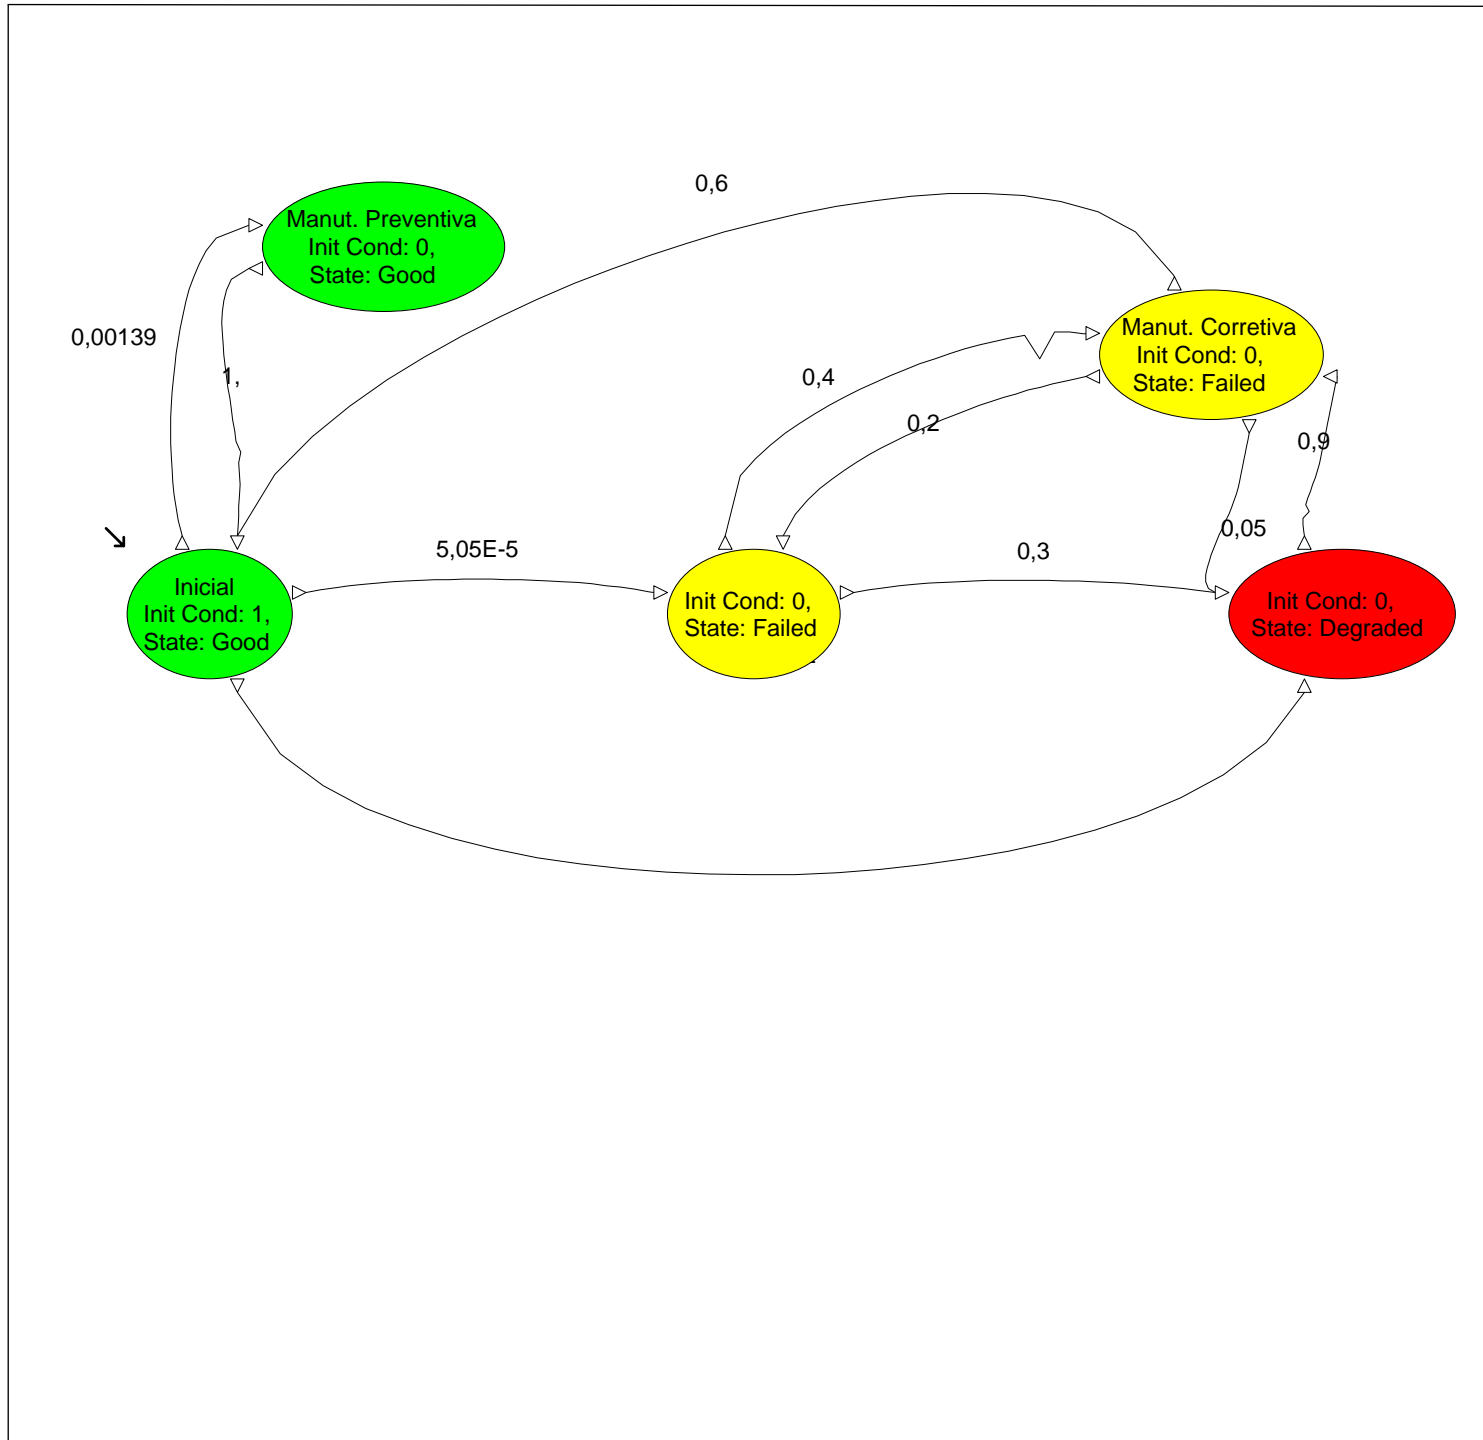 0,6
Manut. Preventiva
Init Cond: 0,
State: Good
0,00139
1,
Manut. Corretiva
Init Cond: 0,
State: Failed
0,4
0,2
0,9
0,05
5,05E-5
0,3
Inicial
Init Cond: 1,
State: Good
Init Cond: 0,
State: Failed
Init Cond: 0,
State: Degraded